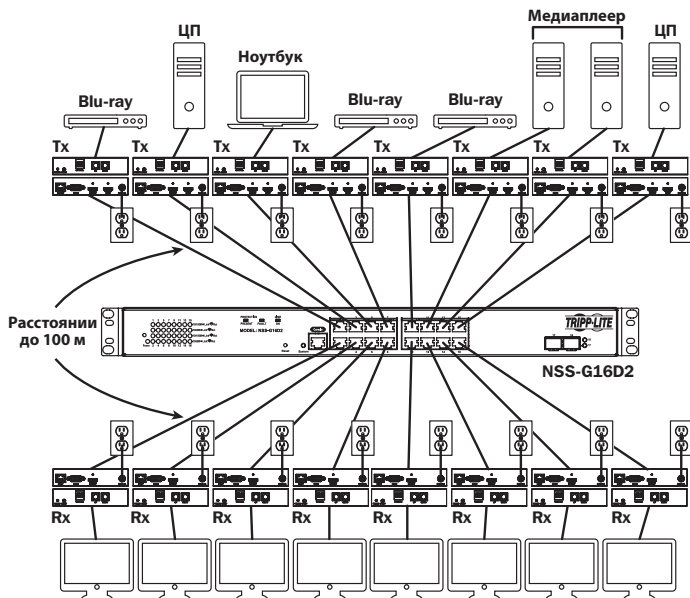 ЦП
Ноутбук
Медиаплеер
ЦП
Blu-ray
Blu-ray
Blu-ray
Tx
Tx
Tx
Tx
Tx
Tx
Tx
Tx
Расстоянии
до 100 м
MODEL: NSS-G16D2
TRIPP-LITE
NSS-G16D2
Rx
Rx
Rx
Rx
Rx
Rx
Rx
Rx